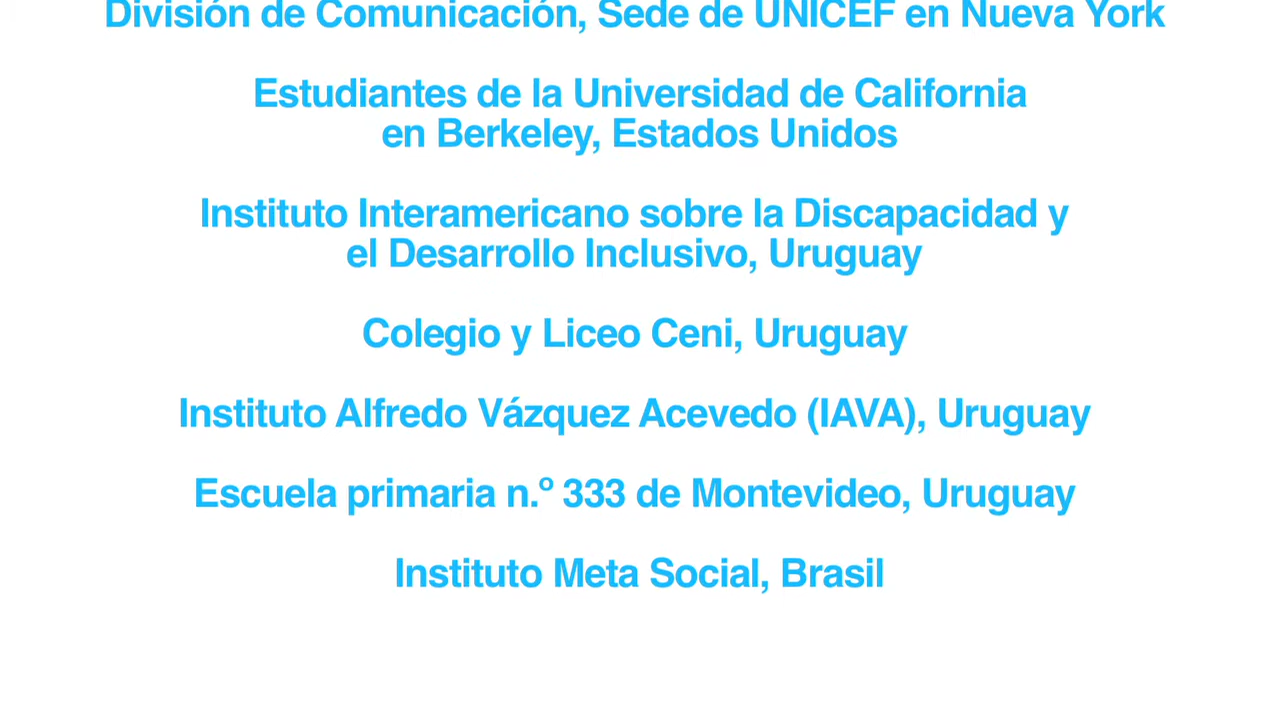 División de Comunicación, Sede de UNICEF en Nueva York
Estudiantes de la Universidad de California
en Berkeley, Estados Unidos
Instituto Interamericano sobre la Discapacidad y
el Desarrollo Inclusivo, Uruguay
Colegio y Liceo Ceni, Uruguay
Instituto Alfredo Vázquez Acevedo (IAVA), Uruguay
Escuela primaria n.º 333 de Montevideo, Uruguay
Instituto Meta Social, Brasil